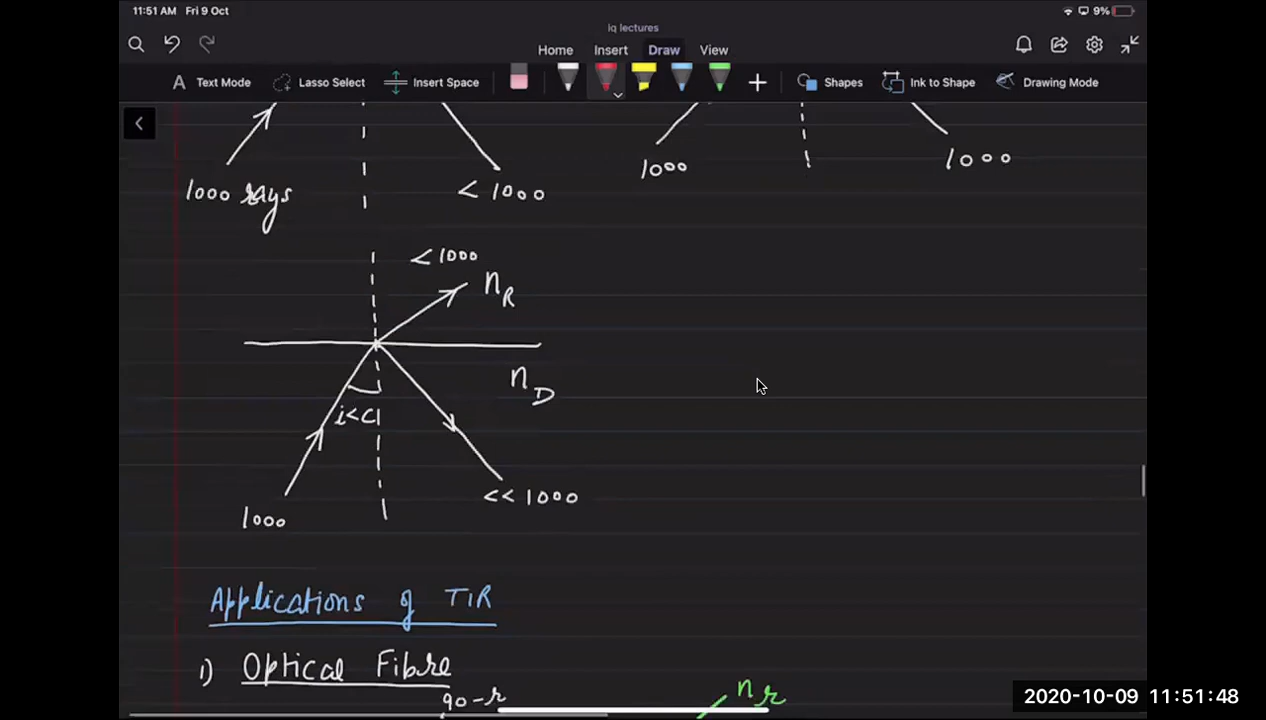 11:51 AM Fri 9 Oct
9%
iq lectures
Home Insert Draw View
Text Mode Lasso Select Insert Space Shapes Ink to Shape Drawing Mode
1000 rays
< 1000
1000
1000
< 1000
n_R
n_D
i<C
1000
<< 1000
Applications of TIR
1) Optical Fibre
90-r
n_r
2020-10-09 11:51:48